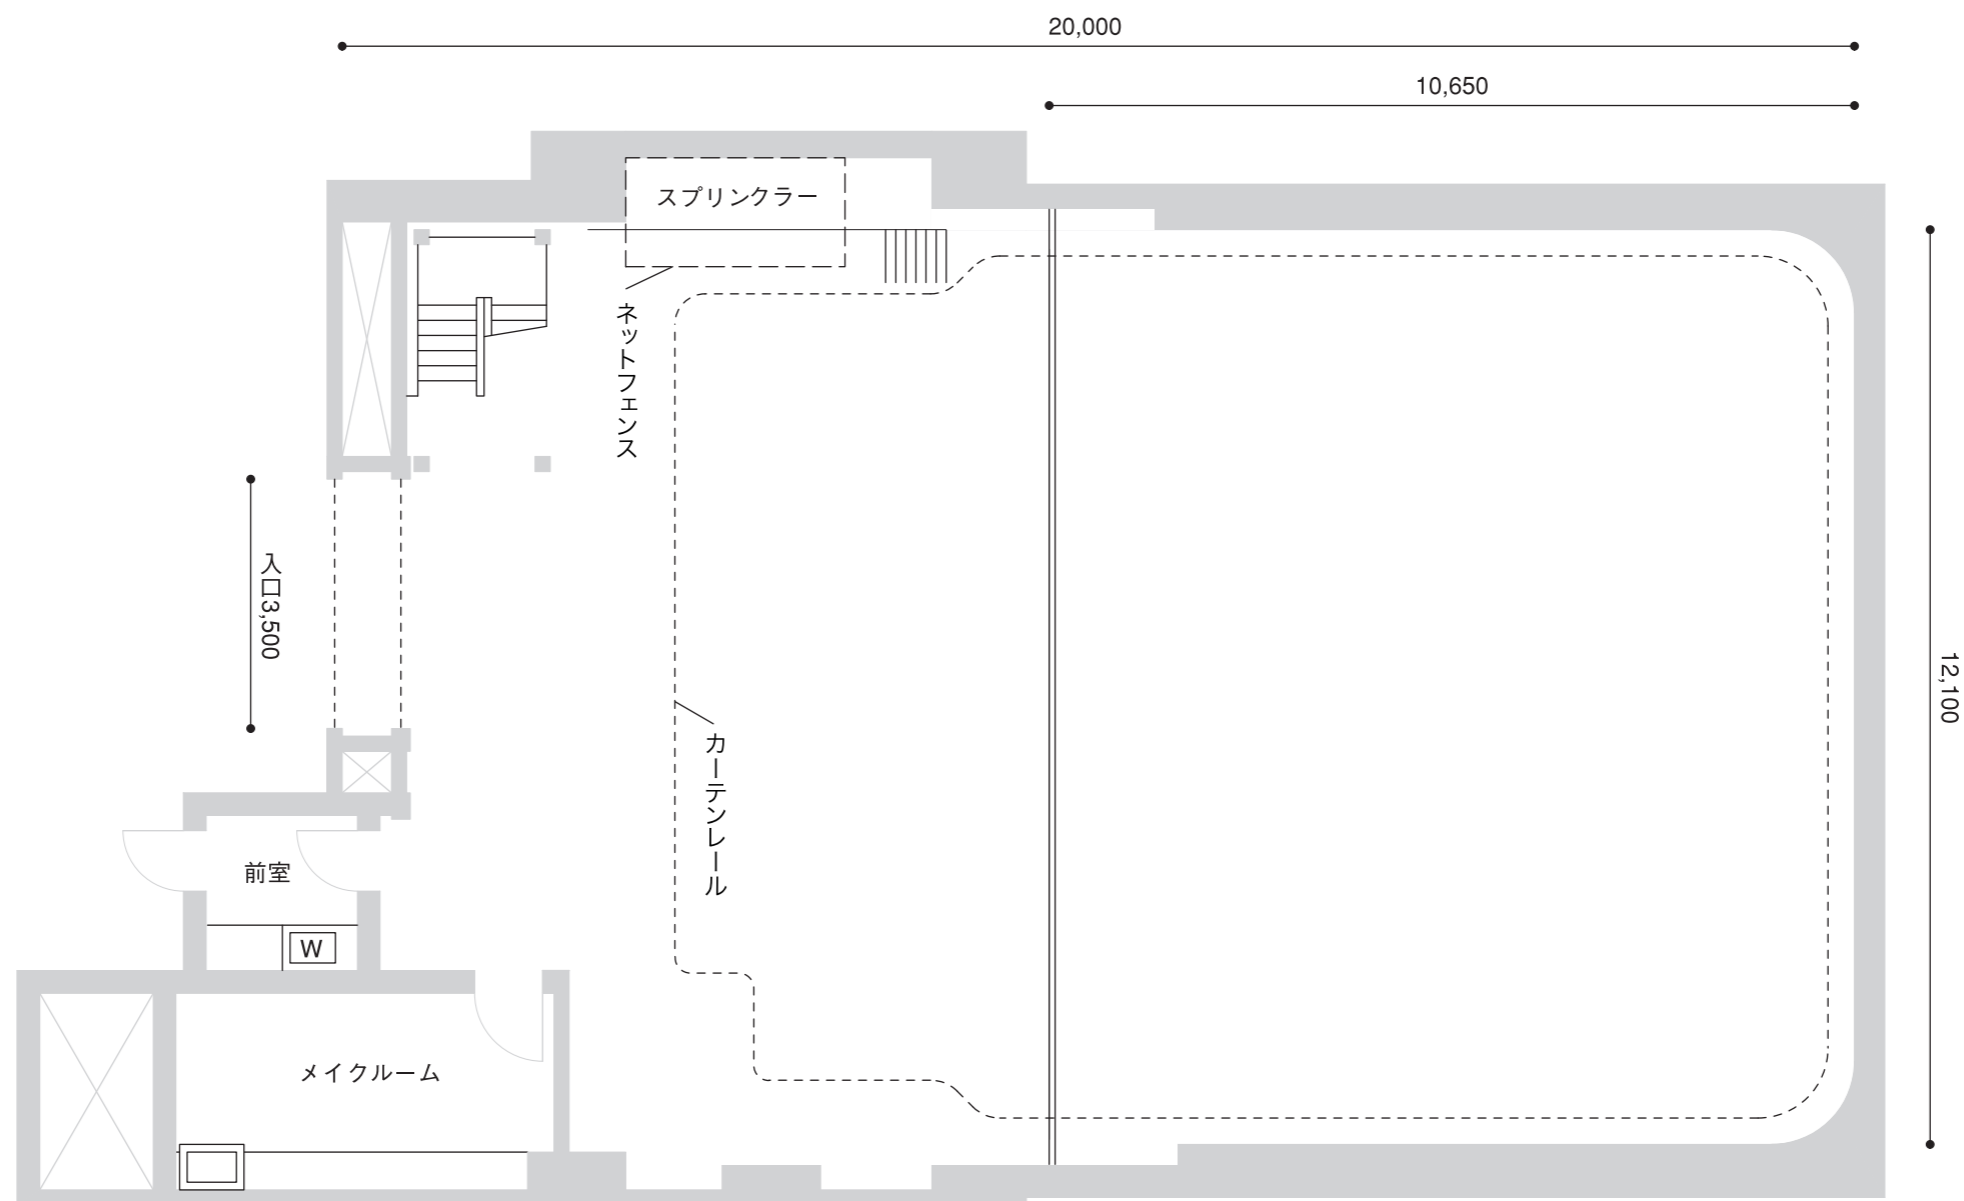 20,000
10,650
スプリンクラー
ネットフェンス
入口3,500
12,100
カーテンレール
前室
W
メイクルーム